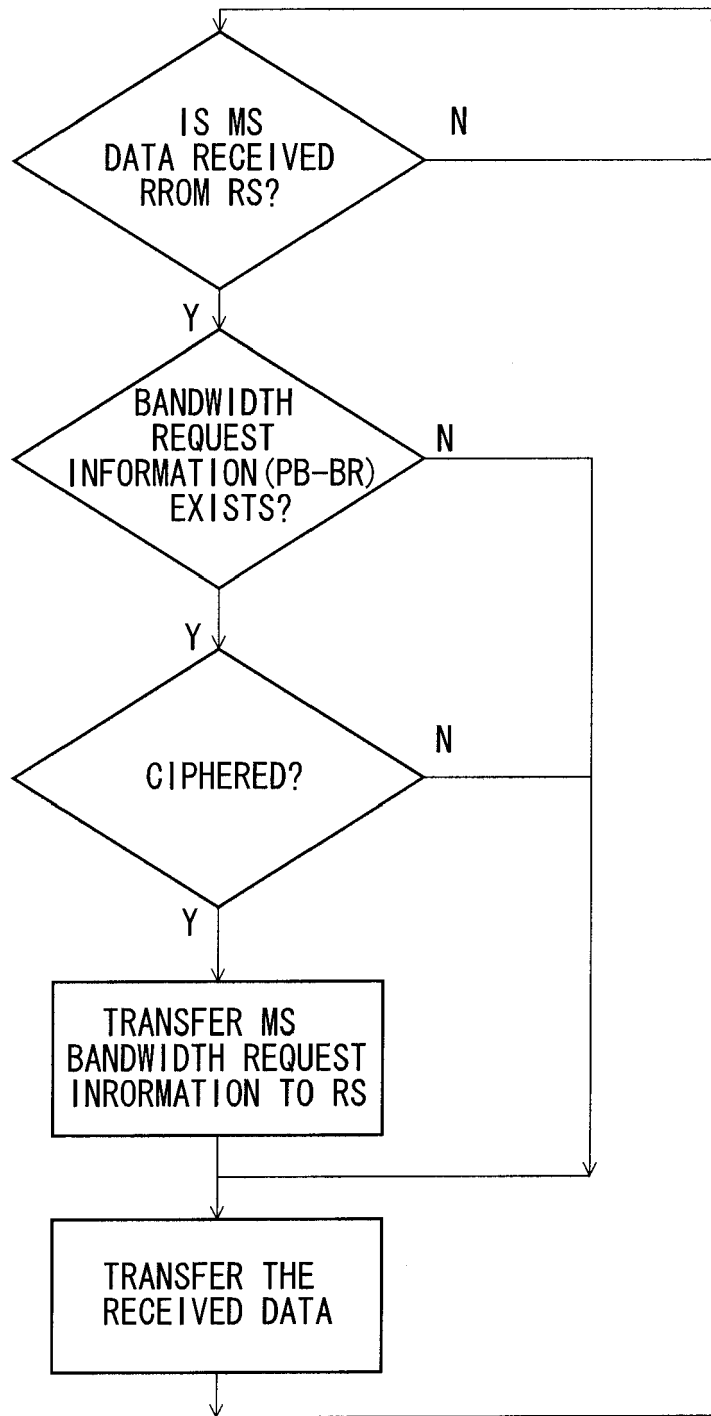 IS MS
DATA RECEIVED
RROM RS?
N
Y
BANDWIDTH
REQUEST
INFORMATION(PB-BR)
EXISTS?
N
Y
CIPHERED?
N
Y
TRANSFER MS
BANDWIDTH REQUEST
INRORMATION TO RS
TRANSFER THE
RECEIVED DATA